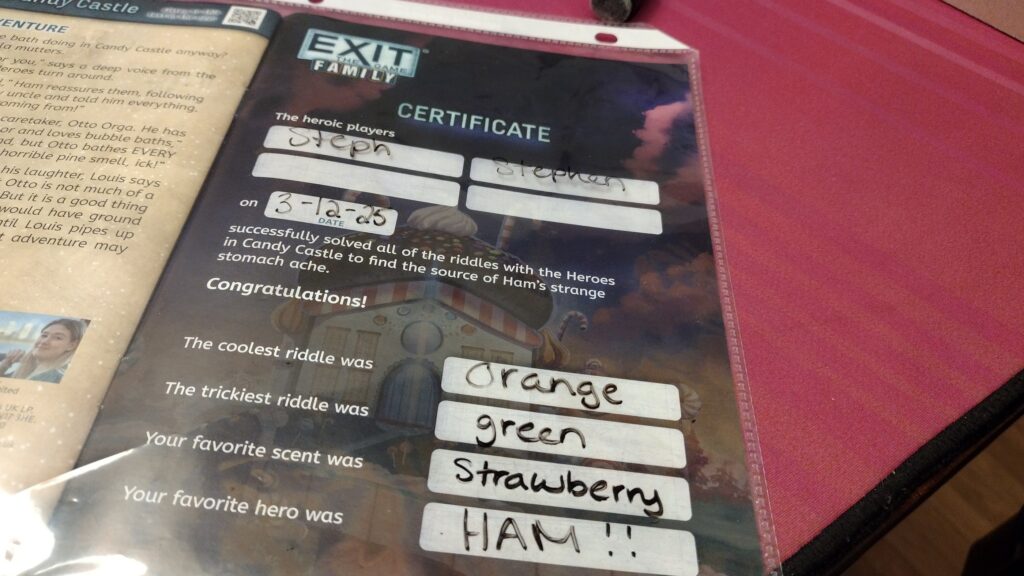 andy Castle
VENTURE
e bath doing in Candy Castle anyway?
la mutters.
or you," says a deep voice from the
eroes turn around.
"Ham reassures them, following
uncle and told him everything.
oming from!"
caretaker, Otto Orga. He has
or and loves bubble baths,"
d, but Otto bathes EVERY
horrible pine smell, ick!"
his laughter, Louis says
Otto is not much of a
But it is a good thing
would have ground
ntil Louis pipes up
t adventure may
EXIT
THE GAME
FAMILY
CERTIFICATE
The heroic players
Steph Stephen
on 3-12-25
DATE
successfully solved all of the riddles with the Heroes
in Candy Castle to find the source of Ham's strange
stomach ache.
Congratulations!
The coolest riddle was orange
The trickiest riddle was green
Your favorite scent was Strawberry
Your favorite hero was HAM !!